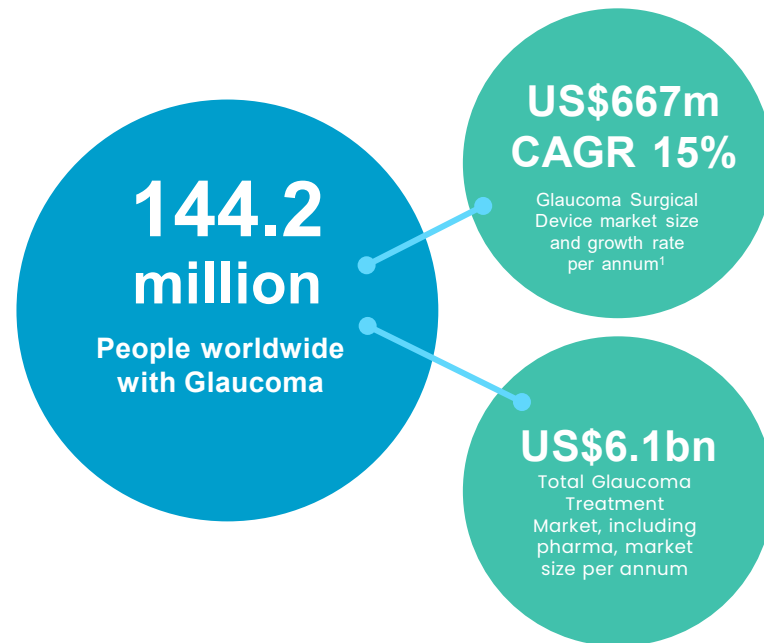 144.2
million
People worldwide
with Glaucoma
US$667m
CAGR 15%
Glaucoma Surgical
Device market size
and growth rate
per annum¹
US$6.1bn
Total Glaucoma
Treatment
Market, including
pharma, market
size per annum